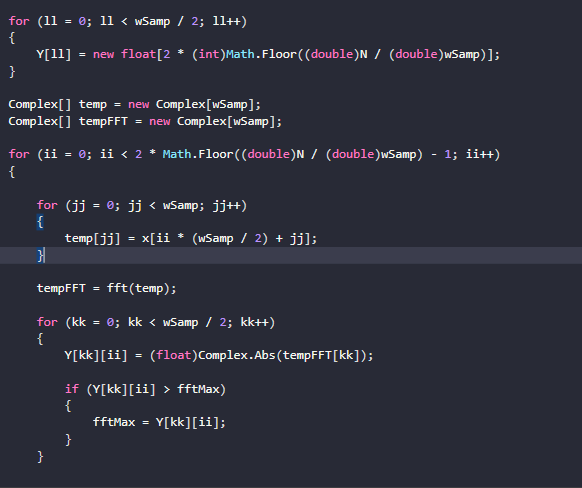 for (ll = 0; ll < wSamp / 2; ll++)
{
    Y[ll] = new float[2 * (int)Math.Floor((double)N / (double)wSamp)];
}
Complex[] temp = new Complex[wSamp];
Complex[] tempFFT = new Complex[wSamp];
for (ii = 0; ii < 2 * Math.Floor((double)N / (double)wSamp) - 1; ii++)
{
    for (jj = 0; jj < wSamp; jj++)
    {
        temp[jj] = x[ii * (wSamp / 2) + jj];
    }
    tempFFT = fft(temp);
    for (kk = 0; kk < wSamp / 2; kk++)
    {
        Y[kk][ii] = (float)Complex.Abs(tempFFT[kk]);
        if (Y[kk][ii] > fftMax)
        {
            fftMax = Y[kk][ii];
        }
    }